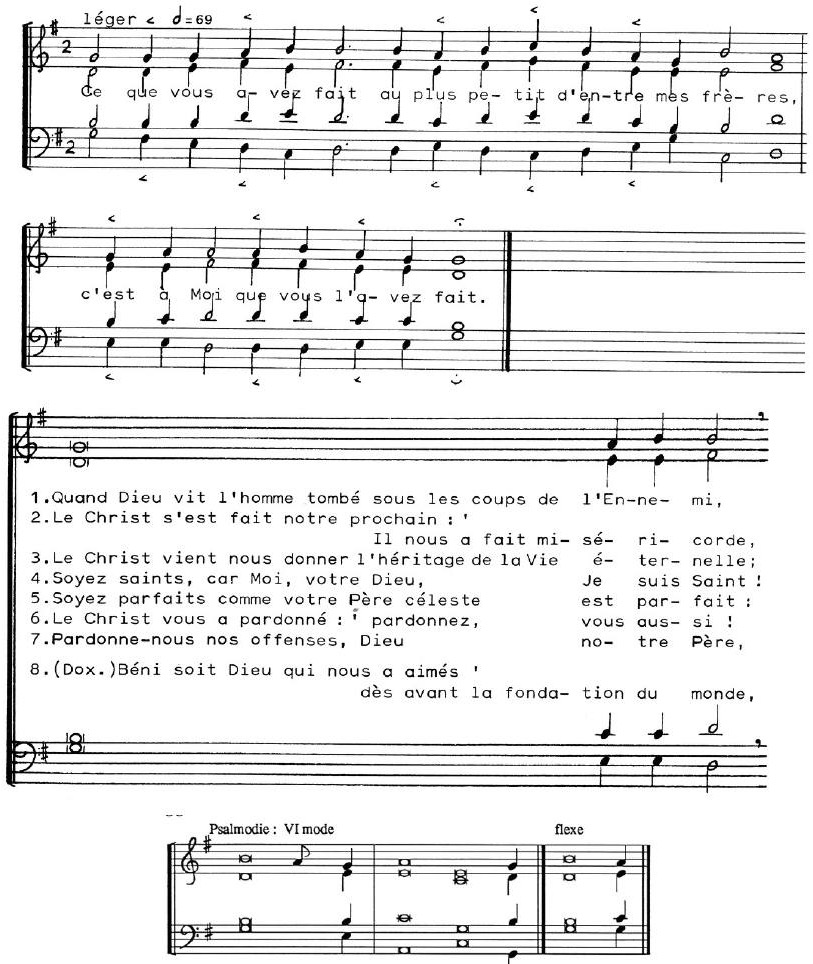 léger = 69
2
Ce que vous a- vez fait au plus pe- tit d'en-tre mes frè- res,
2
c'est à Moi que vous l'a- vez fait.
1.Quand Dieu vit l'homme tombé sous les coups de l'En-ne- mi,
2.Le Christ s'est fait notre prochain : '
Il nous a fait mi- sé- ri- corde,
3.Le Christ vient nous donner l'héritage de la Vie é- ter- nelle;
4.Soyez saints, car Moi, votre Dieu, Je suis Saint !
5.Soyez parfaits comme votre Père céleste est par- fait :
6.Le Christ vous a pardonné : ' pardonnez, vous aus- si !
7.Pardonne-nous nos offenses, Dieu no- tre Père,
8.(Dox.)Béni soit Dieu qui nous a aimés '
dès avant la fonda- tion du monde,
Psalmodie : VI mode flexe